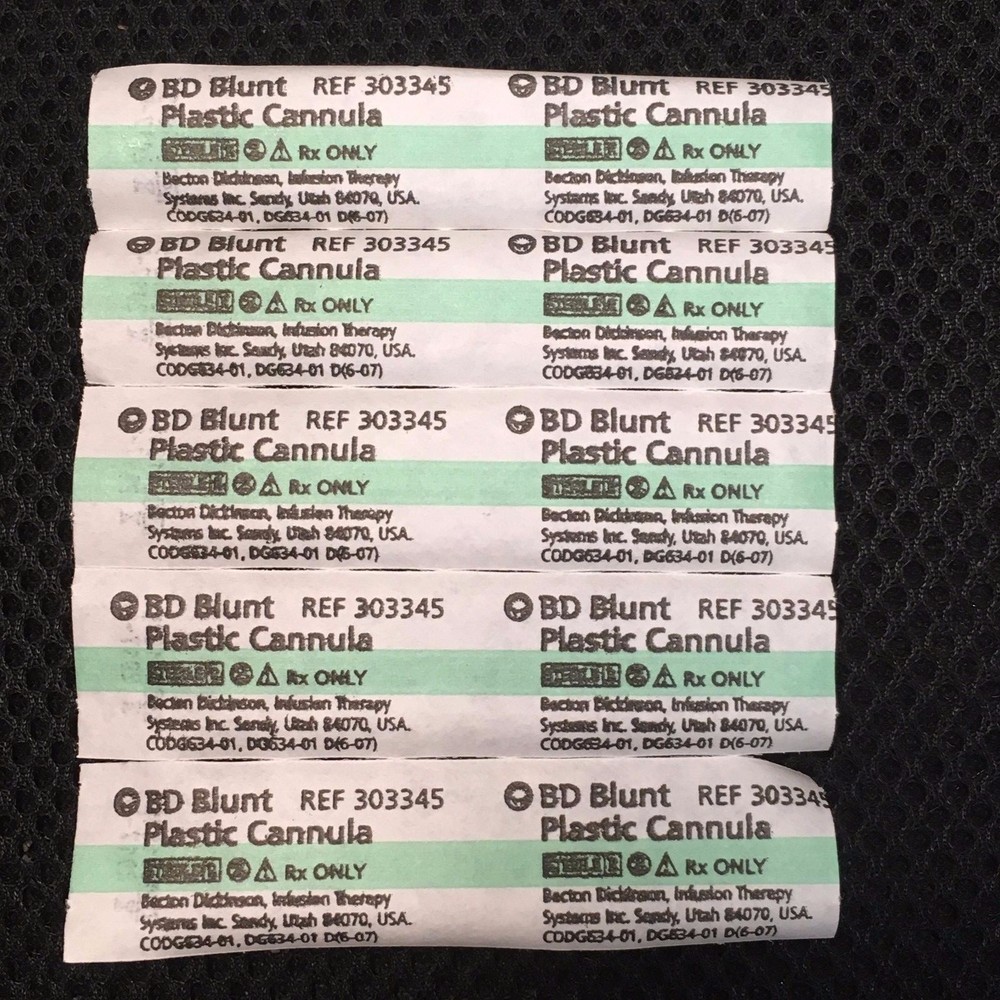 BD Blunt REF 303345 BD Blunt REF 303345
Plastic Cannula Plastic Cannula
STERILE R Rx ONLY STERILE R Rx ONLY
Becton Dickinson, Infusion Therapy Becton Dickinson, Infusion Therapy
Systems Inc. Sandy, Utah 84070, USA. Systems Inc. Sandy, Utah 84070, USA.
CODG634-01, DG634-01 D(6-07) CODG634-01, DG634-01 D(6-07)
BD Blunt REF 303345 BD Blunt REF 303345
Plastic Cannula Plastic Cannula
STERILE R Rx ONLY STERILE R Rx ONLY
Becton Dickinson, Infusion Therapy Becton Dickinson, Infusion Therapy
Systems Inc. Sandy, Utah 84070, USA. Systems Inc. Sandy, Utah 84070, USA.
CODG634-01, DG634-01 D(6-07) CODG634-01, DG634-01 D(6-07)
BD Blunt REF 303345 BD Blunt REF 303345
Plastic Cannula Plastic Cannula
STERILE R Rx ONLY STERILE R Rx ONLY
Becton Dickinson, Infusion Therapy Becton Dickinson, Infusion Therapy
Systems Inc. Sandy, Utah 84070, USA. Systems Inc. Sandy, Utah 84070, USA.
CODG634-01, DG634-01 D(6-07) CODG634-01, DG634-01 D(6-07)
BD Blunt REF 303345 BD Blunt REF 303345
Plastic Cannula Plastic Cannula
STERILE R Rx ONLY STERILE R Rx ONLY
Becton Dickinson, Infusion Therapy Becton Dickinson, Infusion Therapy
Systems Inc. Sandy, Utah 84070, USA. Systems Inc. Sandy, Utah 84070, USA.
CODG634-01, DG634-01 D(6-07) CODG634-01, DG634-01 D(6-07)
BD Blunt REF 303345 BD Blunt REF 303345
Plastic Cannula Plastic Cannula
STERILE R Rx ONLY STERILE R Rx ONLY
Becton Dickinson, Infusion Therapy Becton Dickinson, Infusion Therapy
Systems Inc. Sandy, Utah 84070, USA. Systems Inc. Sandy, Utah 84070, USA.
CODG634-01, DG634-01 D(6-07) CODG634-01, DG634-01 D(6-07)